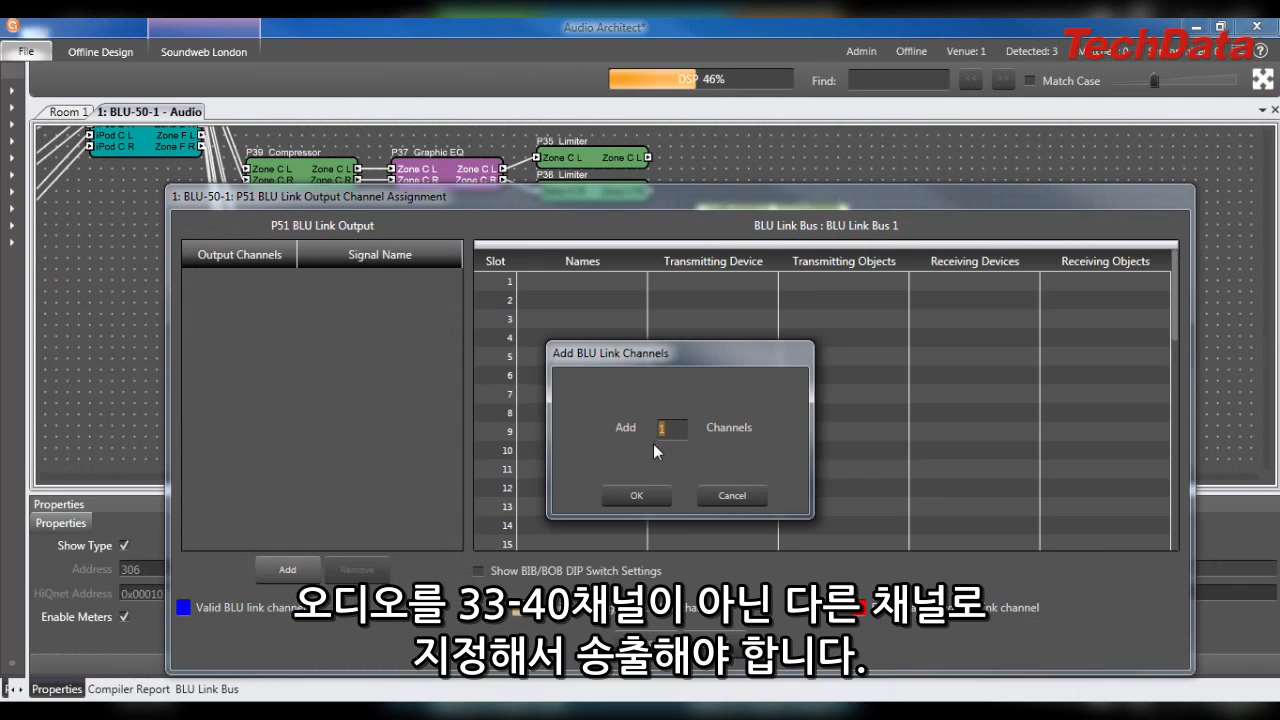 Audio Architect*
File
Offline Design
Soundweb London
Admin
Offline
Venue: 1
Detected: 3
TechData
DSP 46%
Find:
<<
>>
Match Case
Room 1
1: BLU-50-1 - Audio
iPod C L Zone F L
iPod C R Zone F R
P39 Compressor
Zone C L Zone C L
Zone C R Zone C R
P37 Graphic EQ
Zone C L Zone C L
Zone C R Zone C R
P35 Limiter
Zone C L Zone C L
P36 Limiter
1: BLU-50-1: P51 BLU Link Output Channel Assignment
P51 BLU Link Output
Output Channels
Signal Name
BLU Link Bus : BLU Link Bus 1
Slot
Names
Transmitting Device
Transmitting Objects
Receiving Devices
Receiving Objects
1
2
3
4
5
6
7
8
9
10
11
12
13
14
15
Add BLU Link Channels
Add 1 Channels
OK
Cancel
Add
Remove
Show BIB/BOB DIP Switch Settings
Valid BLU link chann
link channel
Properties
Properties
Show Type
Address 306
HiQnet Address 0x00010
Enable Meters
오디오를 33-40채널이 아닌 다른 채널로
지정해서 송출해야 합니다.
Properties
Compiler Report
BLU Link Bus